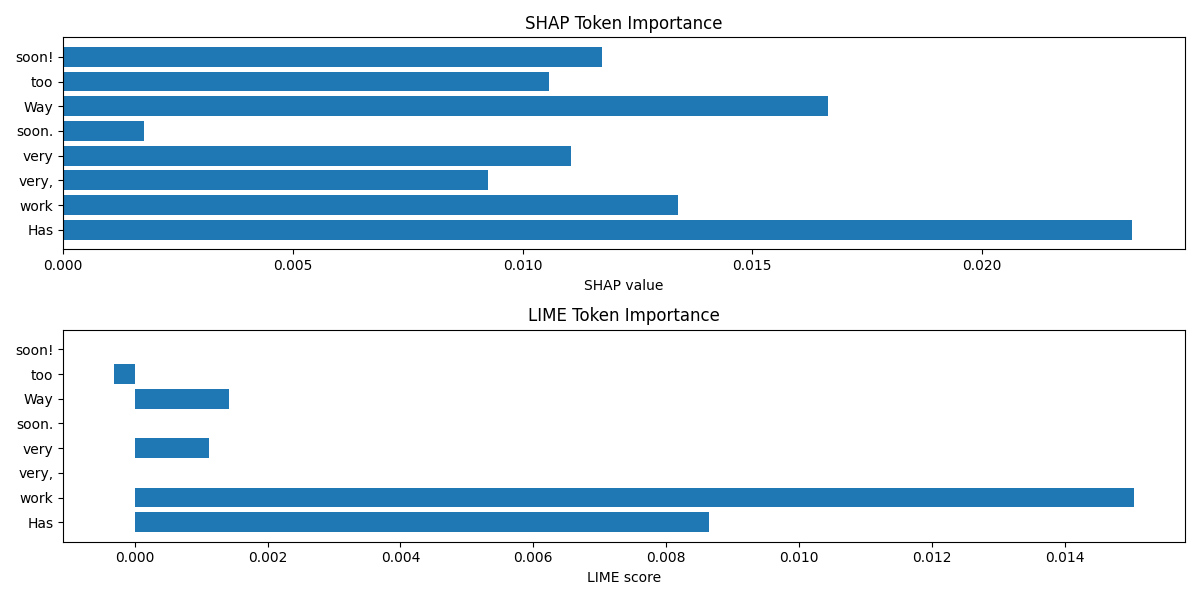 SHAP Token Importance
soon!
too
Way
soon.
very
very,
work
Has
0.000 0.005 0.010 0.015 0.020
SHAP value
LIME Token Importance
soon!
too
Way
soon.
very
very,
work
Has
0.000 0.002 0.004 0.006 0.008 0.010 0.012 0.014
LIME score